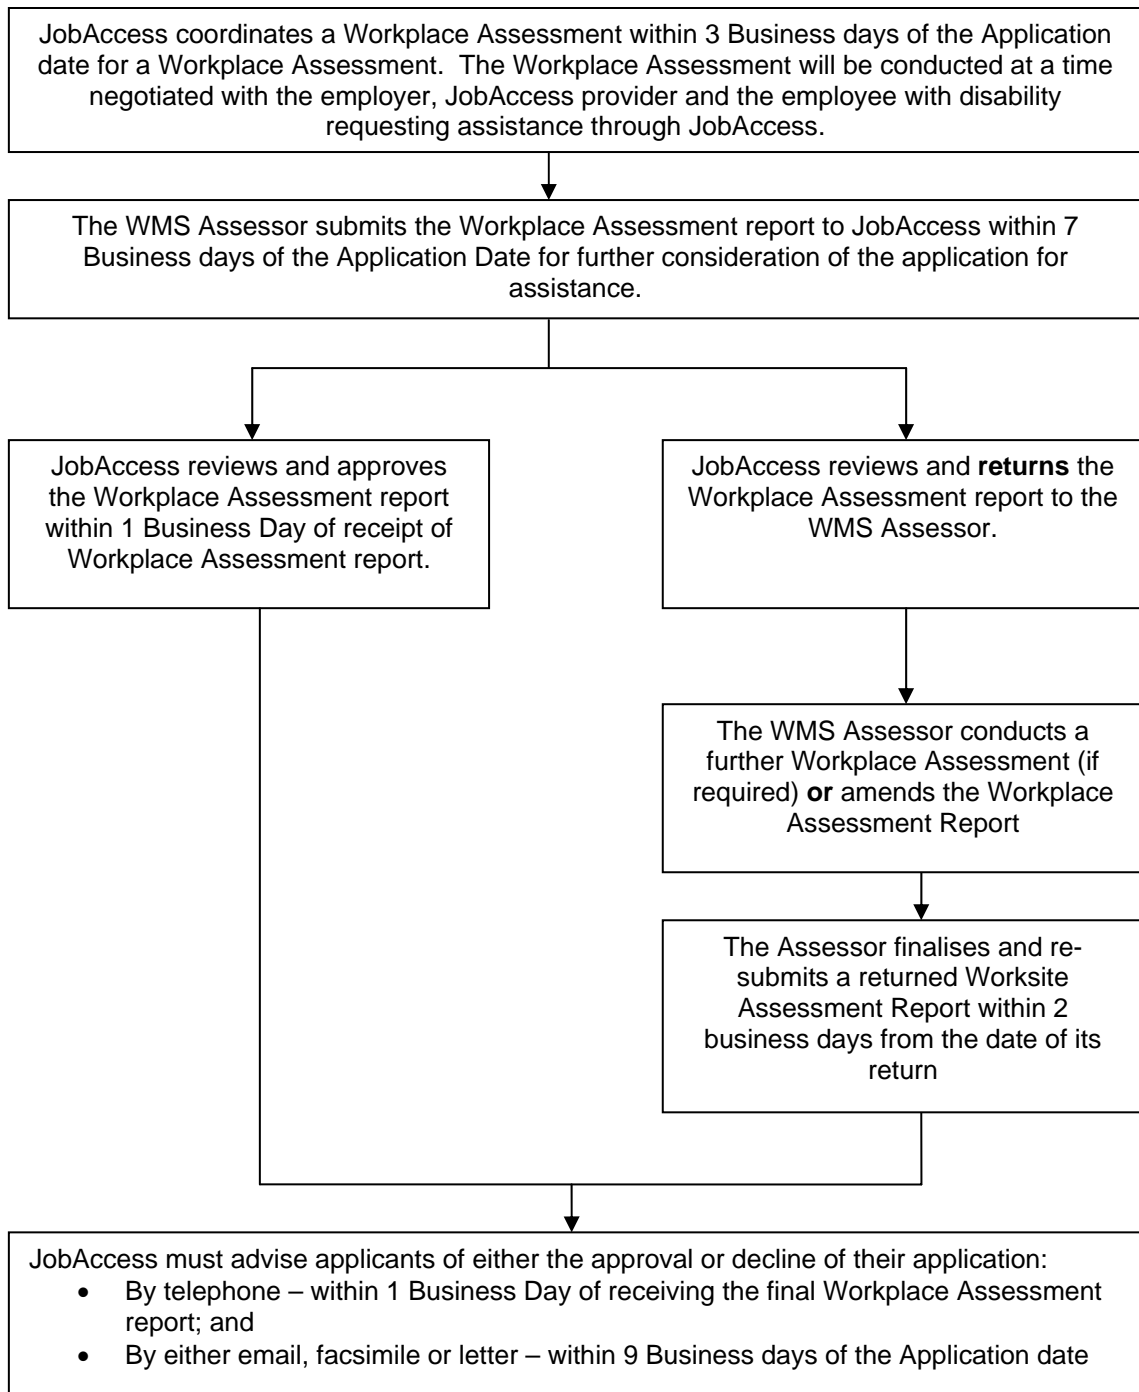 JobAccess coordinates a Workplace Assessment within 3 Business days of the Application
date for a Workplace Assessment.  The Workplace Assessment will be conducted at a time
negotiated with the employer, JobAccess provider and the employee with disability
requesting assistance through JobAccess.
The WMS Assessor submits the Workplace Assessment report to JobAccess within 7
Business days of the Application Date for further consideration of the application for
assistance.
JobAccess reviews and approves
the Workplace Assessment report
within 1 Business Day of receipt of
Workplace Assessment report.
JobAccess reviews and returns the
Workplace Assessment report to the
WMS Assessor.
The WMS Assessor conducts a
further Workplace Assessment (if
required) or amends the Workplace
Assessment Report
The Assessor finalises and re-
submits a returned Worksite
Assessment Report within 2
business days from the date of its
return
JobAccess must advise applicants of either the approval or decline of their application:
• By telephone – within 1 Business Day of receiving the final Workplace Assessment
report; and
• By either email, facsimile or letter – within 9 Business days of the Application date